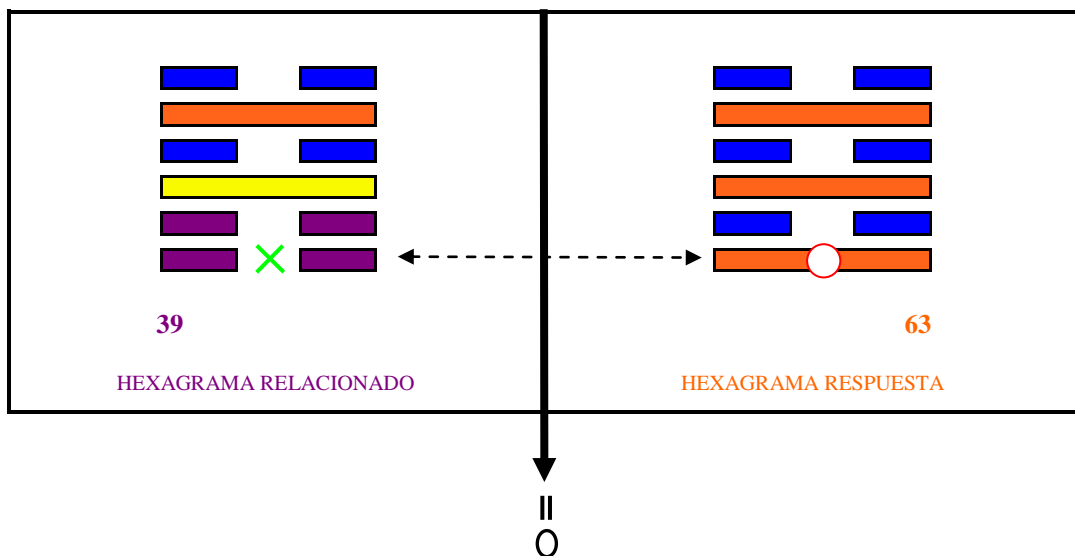 39
63
HEXAGRAMA RELACIONADO
HEXAGRAMA RESPUESTA
=
O